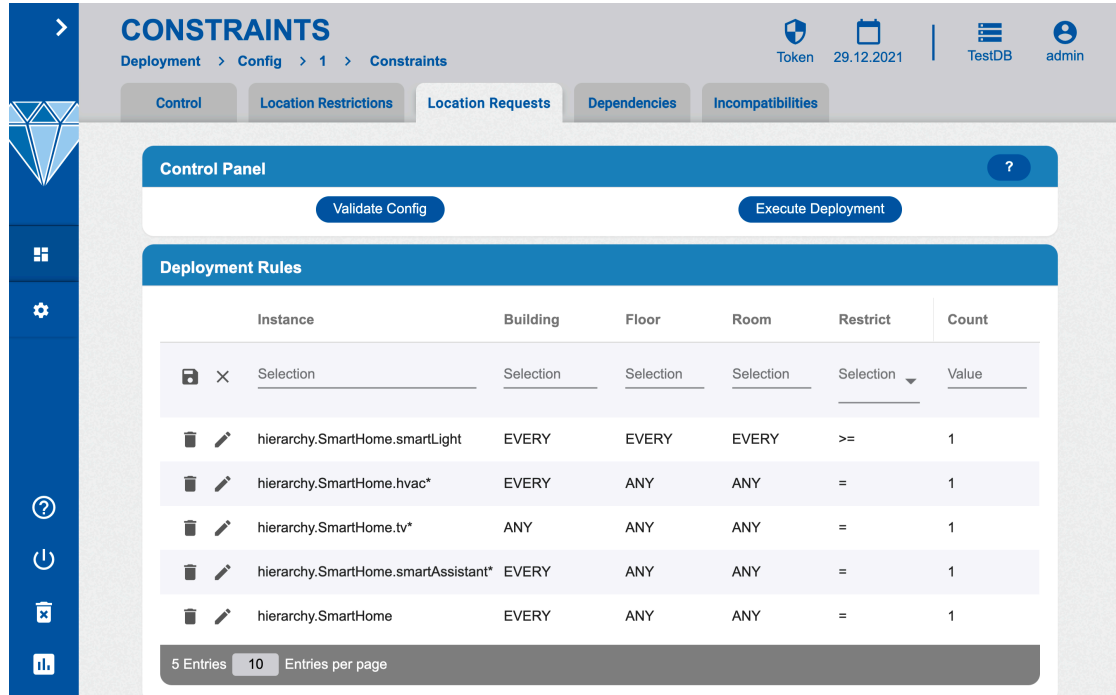 CONSTRAINTS
Deployment > Config > 1 > Constraints
Token 29.12.2021 TestDB admin
Control Location Restrictions Location Requests Dependencies Incompatibilities
Control Panel ?
Validate Config Execute Deployment
Deployment Rules
Instance Building Floor Room Restrict Count
Selection Selection Selection Selection Selection Value
hierarchy.SmartHome.smartLight EVERY EVERY EVERY >= 1
hierarchy.SmartHome.hvac* EVERY ANY ANY = 1
hierarchy.SmartHome.tv* ANY ANY ANY = 1
hierarchy.SmartHome.smartAssistant* EVERY ANY ANY = 1
hierarchy.SmartHome EVERY ANY ANY = 1
5 Entries 10 Entries per page